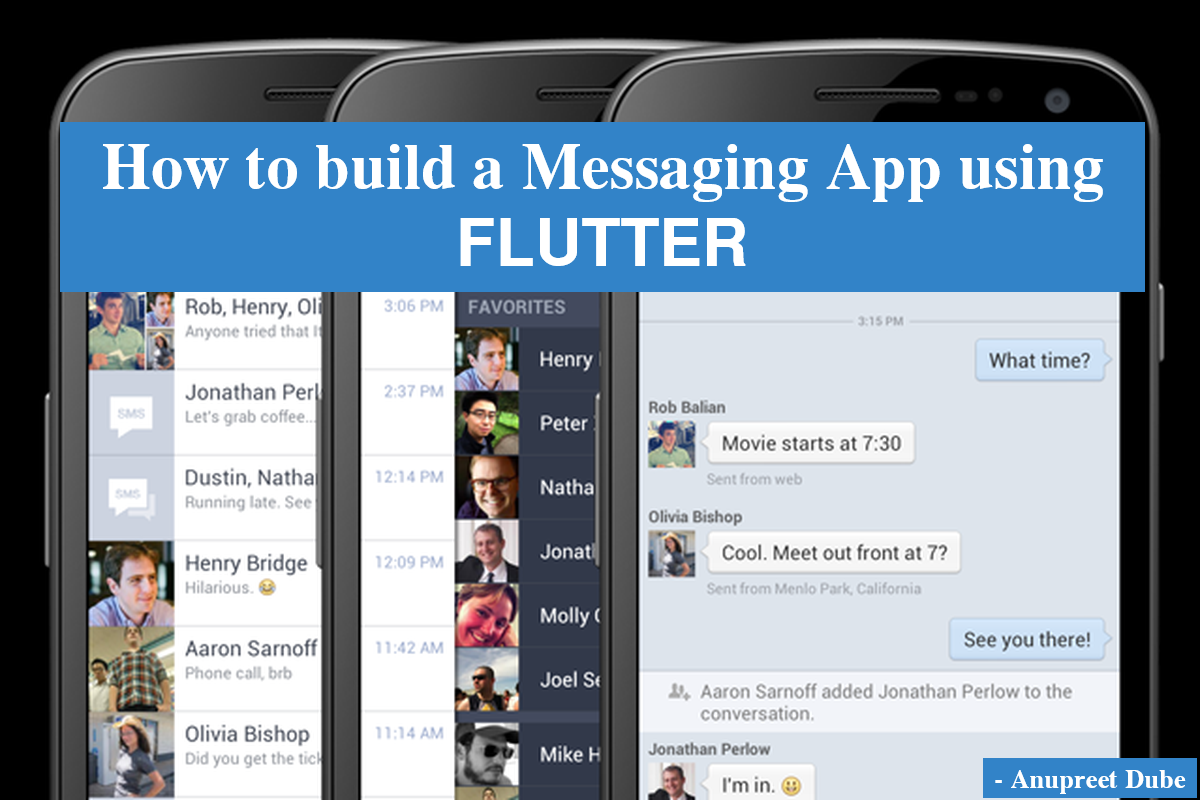 How to build a Messaging App using
FLUTTER
Rob, Henry, Oli
Anyone tried that
SMS
Jonathan Perl
Let's grab coffee...
SMS
Dustin, Natha
Running late. See
Henry Bridge
Hilarious. 😂
Aaron Sarnoff
Phone call, brb
Olivia Bishop
Did you get the tick
3:06 PM
2:37 PM
12:14 PM
12:09 PM
11:42 AM
11:14 AM
FAVORITES
Henry
Peter
Natha
Jonat
Molly
Joel Se
Mike H
3:15 PM
What time?
Rob Balian
Movie starts at 7:30
Sent from web
Olivia Bishop
Cool. Meet out front at 7?
Sent from Menlo Park, California
See you there!
Aaron Sarnoff added Jonathan Perlow to the
conversation.
Jonathan Perlow
I'm in. 😃
- Anupreet Dube